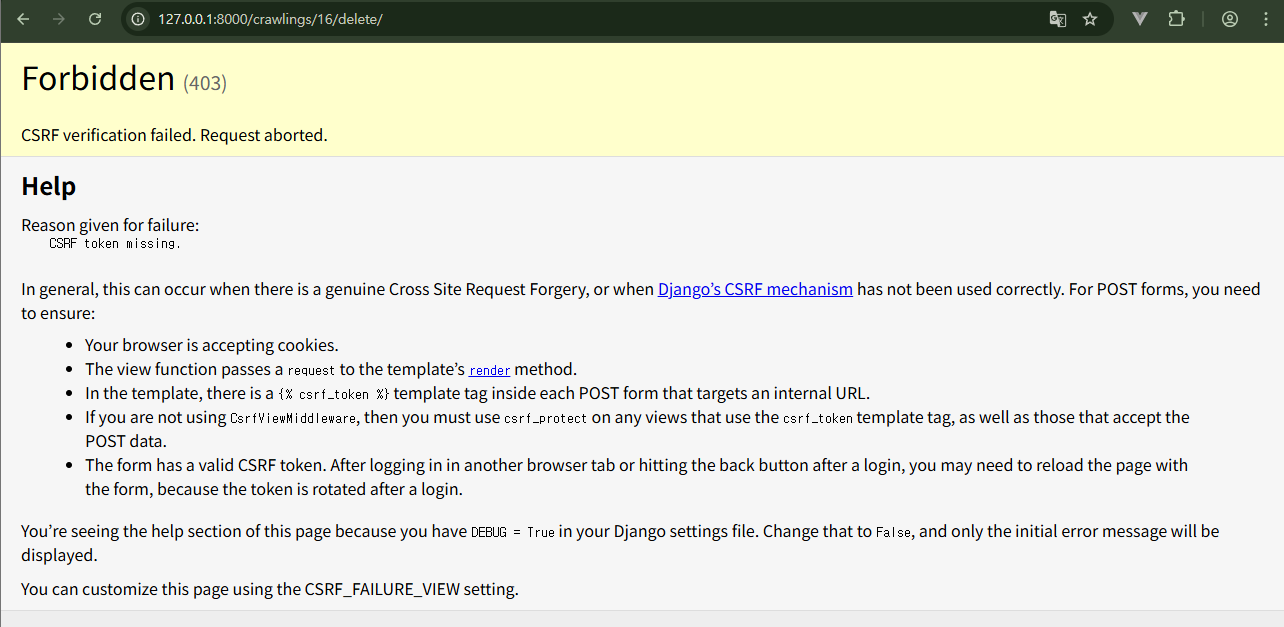 127.0.0.1:8000/crawlings/16/delete/
Forbidden (403)
CSRF verification failed. Request aborted.
Help
Reason given for failure:
CSRF token missing.
In general, this can occur when there is a genuine Cross Site Request Forgery, or when Django’s CSRF mechanism has not been used correctly. For POST forms, you need
to ensure:
• Your browser is accepting cookies.
• The view function passes a request to the template’s render method.
• In the template, there is a {% csrf_token %} template tag inside each POST form that targets an internal URL.
• If you are not using CsrfViewMiddleware, then you must use csrf_protect on any views that use the csrf_token template tag, as well as those that accept the
POST data.
• The form has a valid CSRF token. After logging in in another browser tab or hitting the back button after a login, you may need to reload the page with
the form, because the token is rotated after a login.
You’re seeing the help section of this page because you have DEBUG = True in your Django settings file. Change that to False, and only the initial error message will be
displayed.
You can customize this page using the CSRF_FAILURE_VIEW setting.